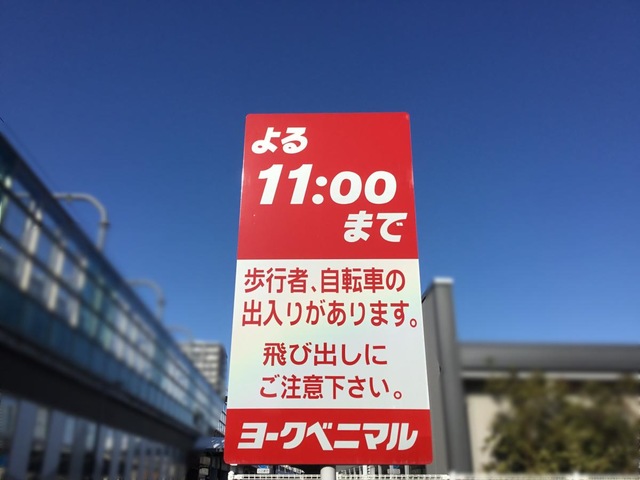 よる
11:00
まで
歩行者、自転車の
出入りがあります。
飛び出しに
ご注意下さい。
ヨークベニマル